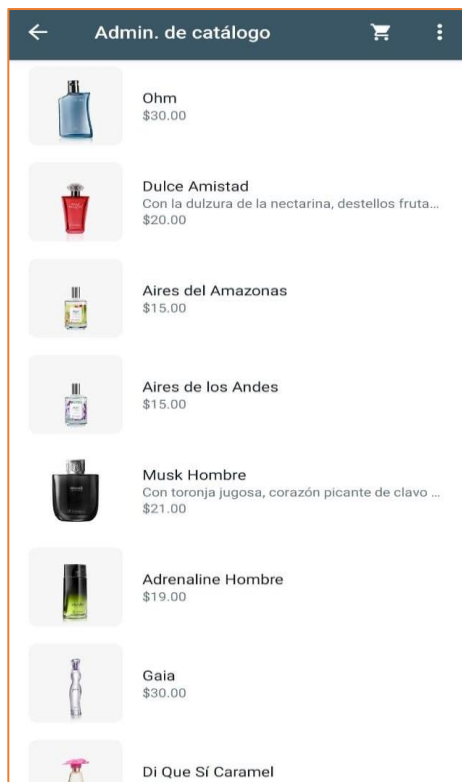 Admin. de catálogo
Ohm
$30.00
Dulce Amistad
Con la dulzura de la nectarina, destellos fruta...
$20.00
Aires del Amazonas
$15.00
Aires de los Andes
$15.00
Musk Hombre
Con toronja jugosa, corazón picante de clavo ...
$21.00
Adrenaline Hombre
$19.00
Gaia
$30.00
Di Que Sí Caramel